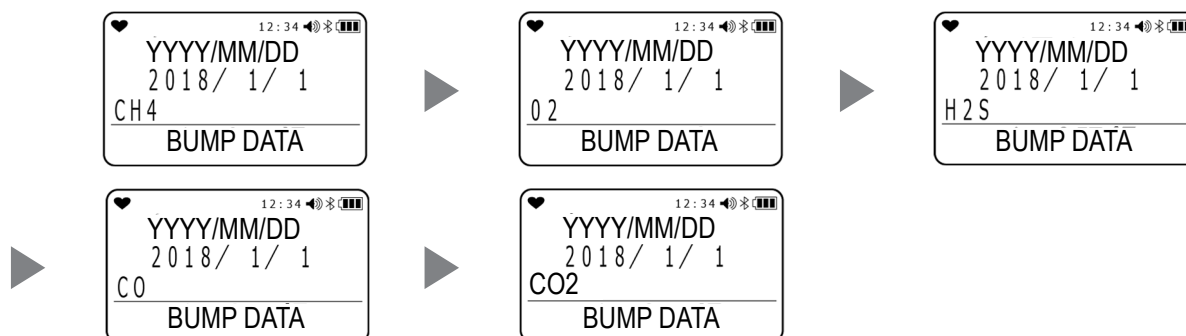 12:34
YYYY/MM/DD
2018/ 1/ 1
CH4
BUMP DATA
12:34
YYYY/MM/DD
2018/ 1/ 1
O2
BUMP DATA
12:34
YYYY/MM/DD
2018/ 1/ 1
H2S
BUMP DATA
12:34
YYYY/MM/DD
2018/ 1/ 1
CO
BUMP DATA
12:34
YYYY/MM/DD
2018/ 1/ 1
CO2
BUMP DATA